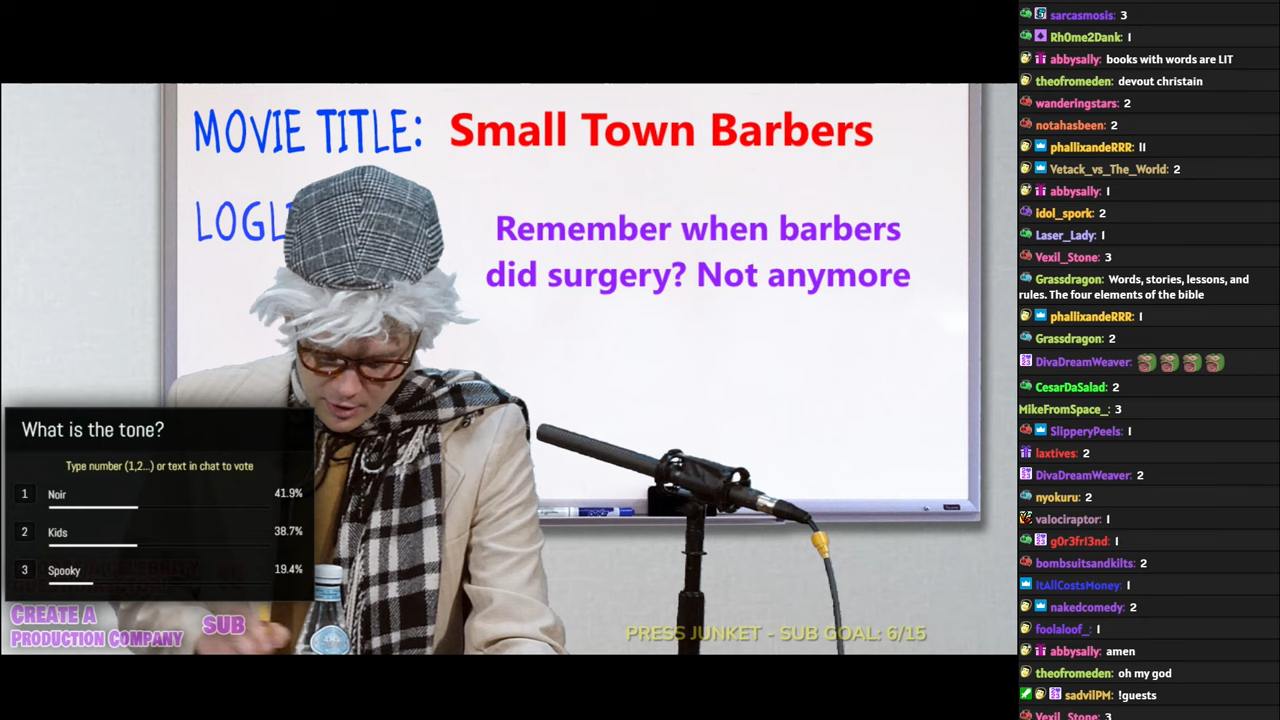 MOVIE TITLE: Small Town Barbers
LOGL
Remember when barbers
did surgery? Not anymore
What is the tone?
Type number (1,2...) or text in chat to vote
1 Noir 41.9%
2 Kids 38.7%
3 Spooky 19.4%
CREATE A
PRODUCTION COMPANY
SUB
PRESS JUNKET - SUB GOAL: 6/15
sarcasmosis: 3
Rh0me2Dank: 1
abbysally: books with words are LIT
theofromeden: devout christain
wanderingstars: 2
notahasbeen: 2
phallixandeRRR: II
Vetack_vs_The_World: 2
abbysally: 1
idol_spork: 2
Laser_Lady: 1
Vexil_Stone: 3
Grassdragon: Words, stories, lessons, and
rules. The four elements of the bible
phallixandeRRR: 1
Grassdragon: 2
DivaDreamWeaver:
CesarDaSalad: 2
MikeFromSpace_: 3
SlipperyPeels: 1
laxtives: 2
DivaDreamWeaver: 2
nyokuru: 2
valociraptor: 1
g0r3frI3nd: 1
bombsuitsandkilts: 2
ItAllCostsMoney: 1
nakedcomedy: 2
foolaloof_: 1
abbysally: amen
theofromeden: oh my god
sadvilPM: !guests
Vexil_Stone: 3